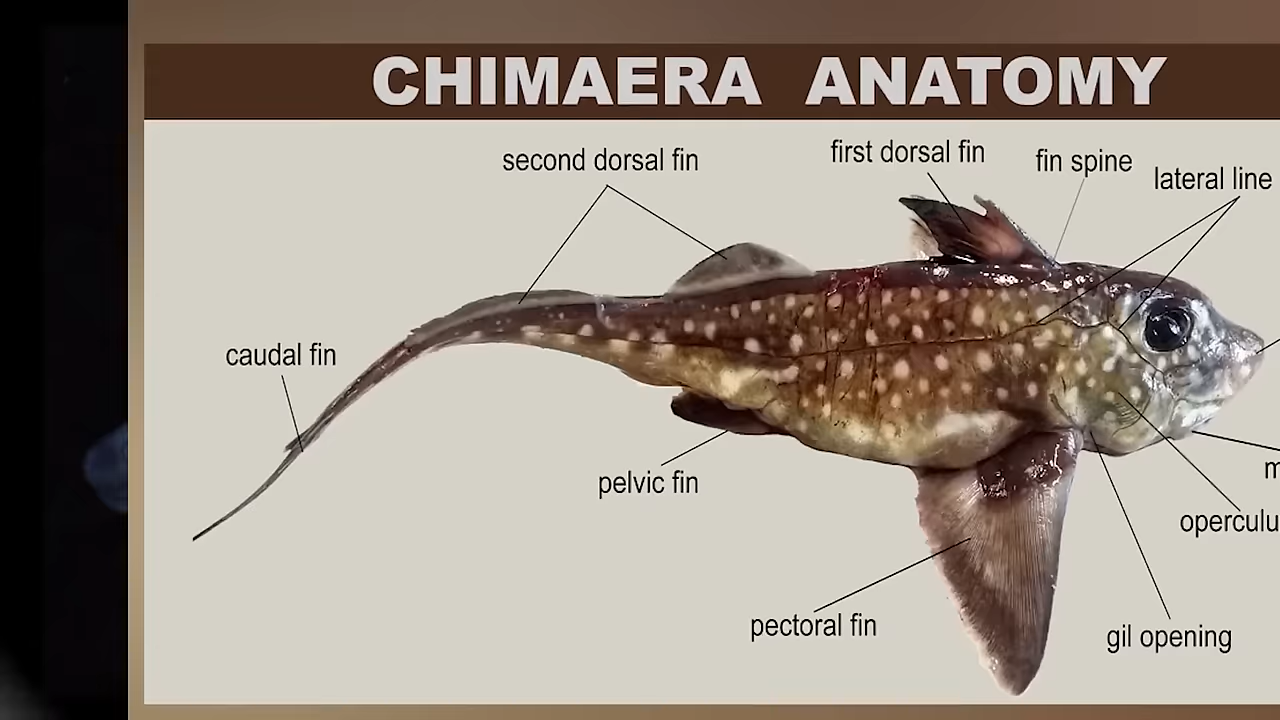 CHIMAERA ANATOMY
second dorsal fin
first dorsal fin
fin spine
lateral line
caudal fin
pelvic fin
m
operculu
pectoral fin
gil opening